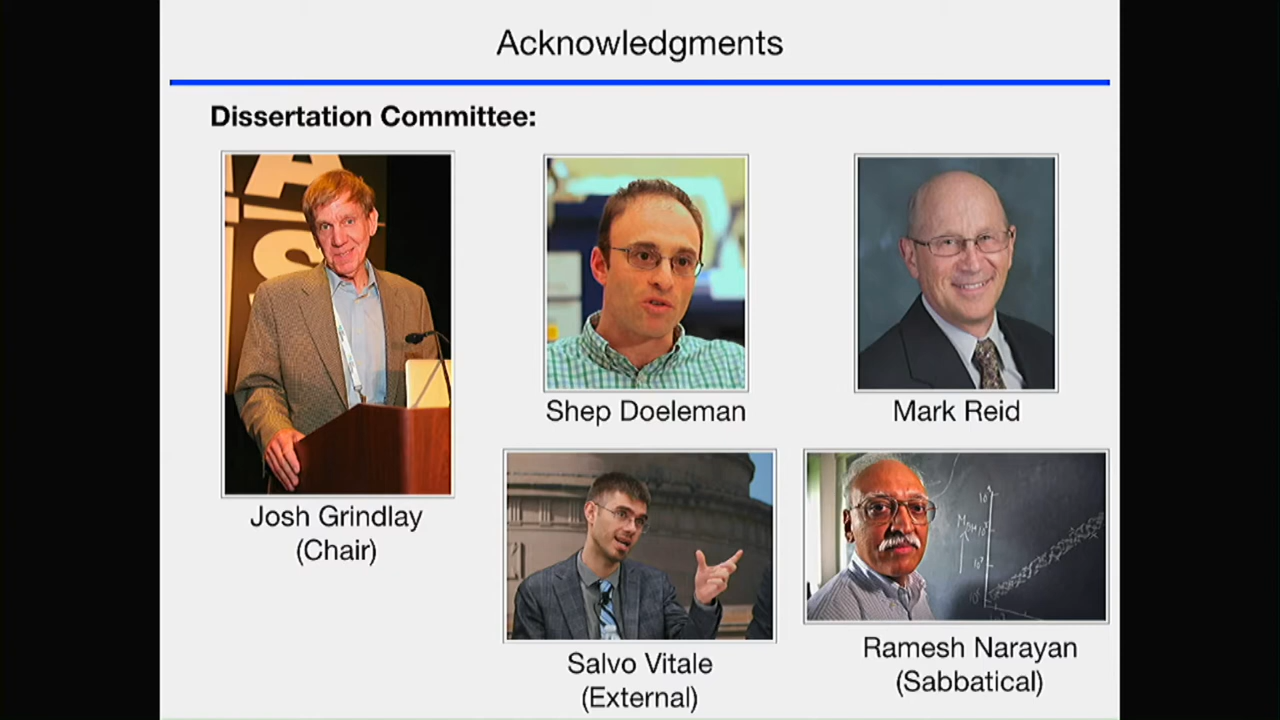 Acknowledgments
Dissertation Committee:
Josh Grindlay
(Chair)
Shep Doeleman
Mark Reid
Salvo Vitale
(External)
Ramesh Narayan
(Sabbatical)